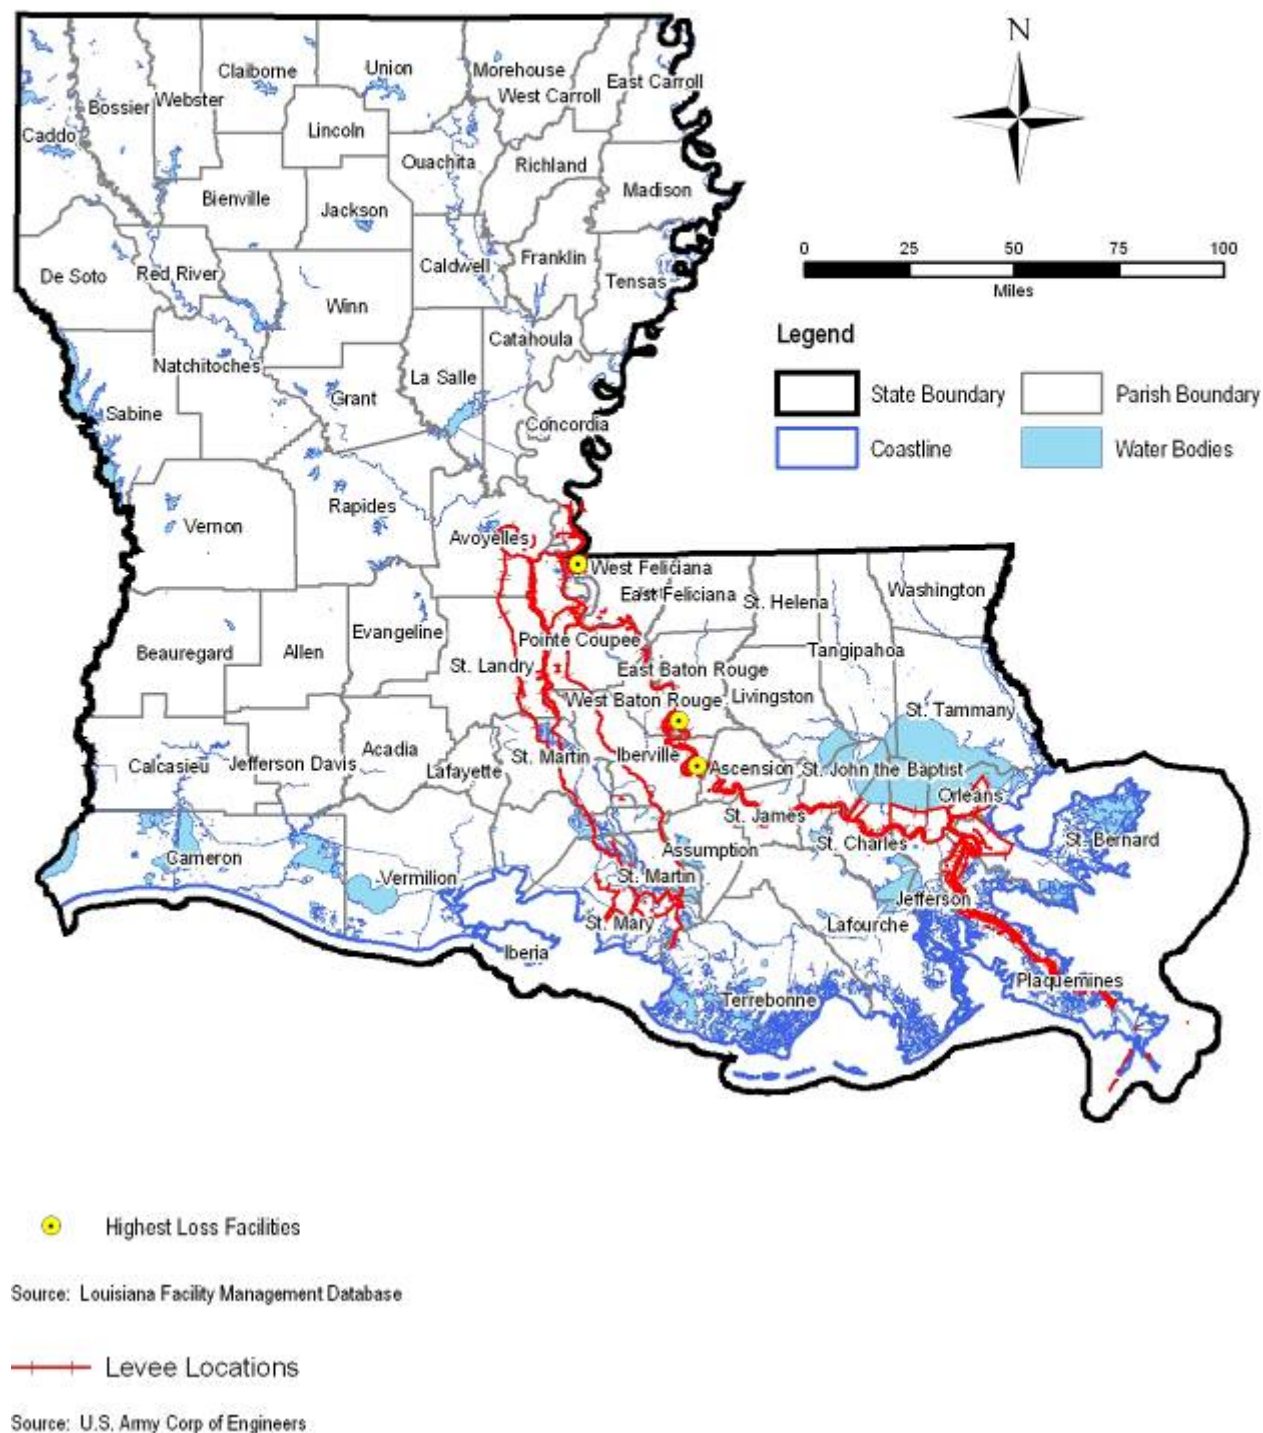 N
Claiborne
Union
Morehouse
East Carroll
West Carroll
Bossier
Webster
Caddo
Lincoln
Ouachita
Richland
Madison
Bienville
Jackson
0 25 50 75 100
Miles
De Soto
Red River
Caldwell
Franklin
Tensas
Winn
Legend
Catahoula
Natchitoches
La Salle
Grant
State Boundary
Parish Boundary
Sabine
Concordia
Coastline
Water Bodies
Rapides
Vernon
Avoyelles
West Feliciana
East Feliciana
St. Helena
Washington
Evangeline
Pointe Coupee
Beauregard
Allen
Tangipahoa
St. Landry
East Baton Rouge
West Baton Rouge
Livingston
St. Tammany
Acadia
St. Martin
Iberville
Calcasieu
Jefferson Davis
Lafayette
Ascension
St. John the Baptist
Orleans
St. James
St. Charles
St. Bernard
Cameron
Assumption
Vermilion
St. Martin
Jefferson
St. Mary
Lafourche
Iberia
Plaquemines
Terrebonne
Highest Loss Facilities
Source: Louisiana Facility Management Database
Levee Locations
Source: U.S. Army Corp of Engineers